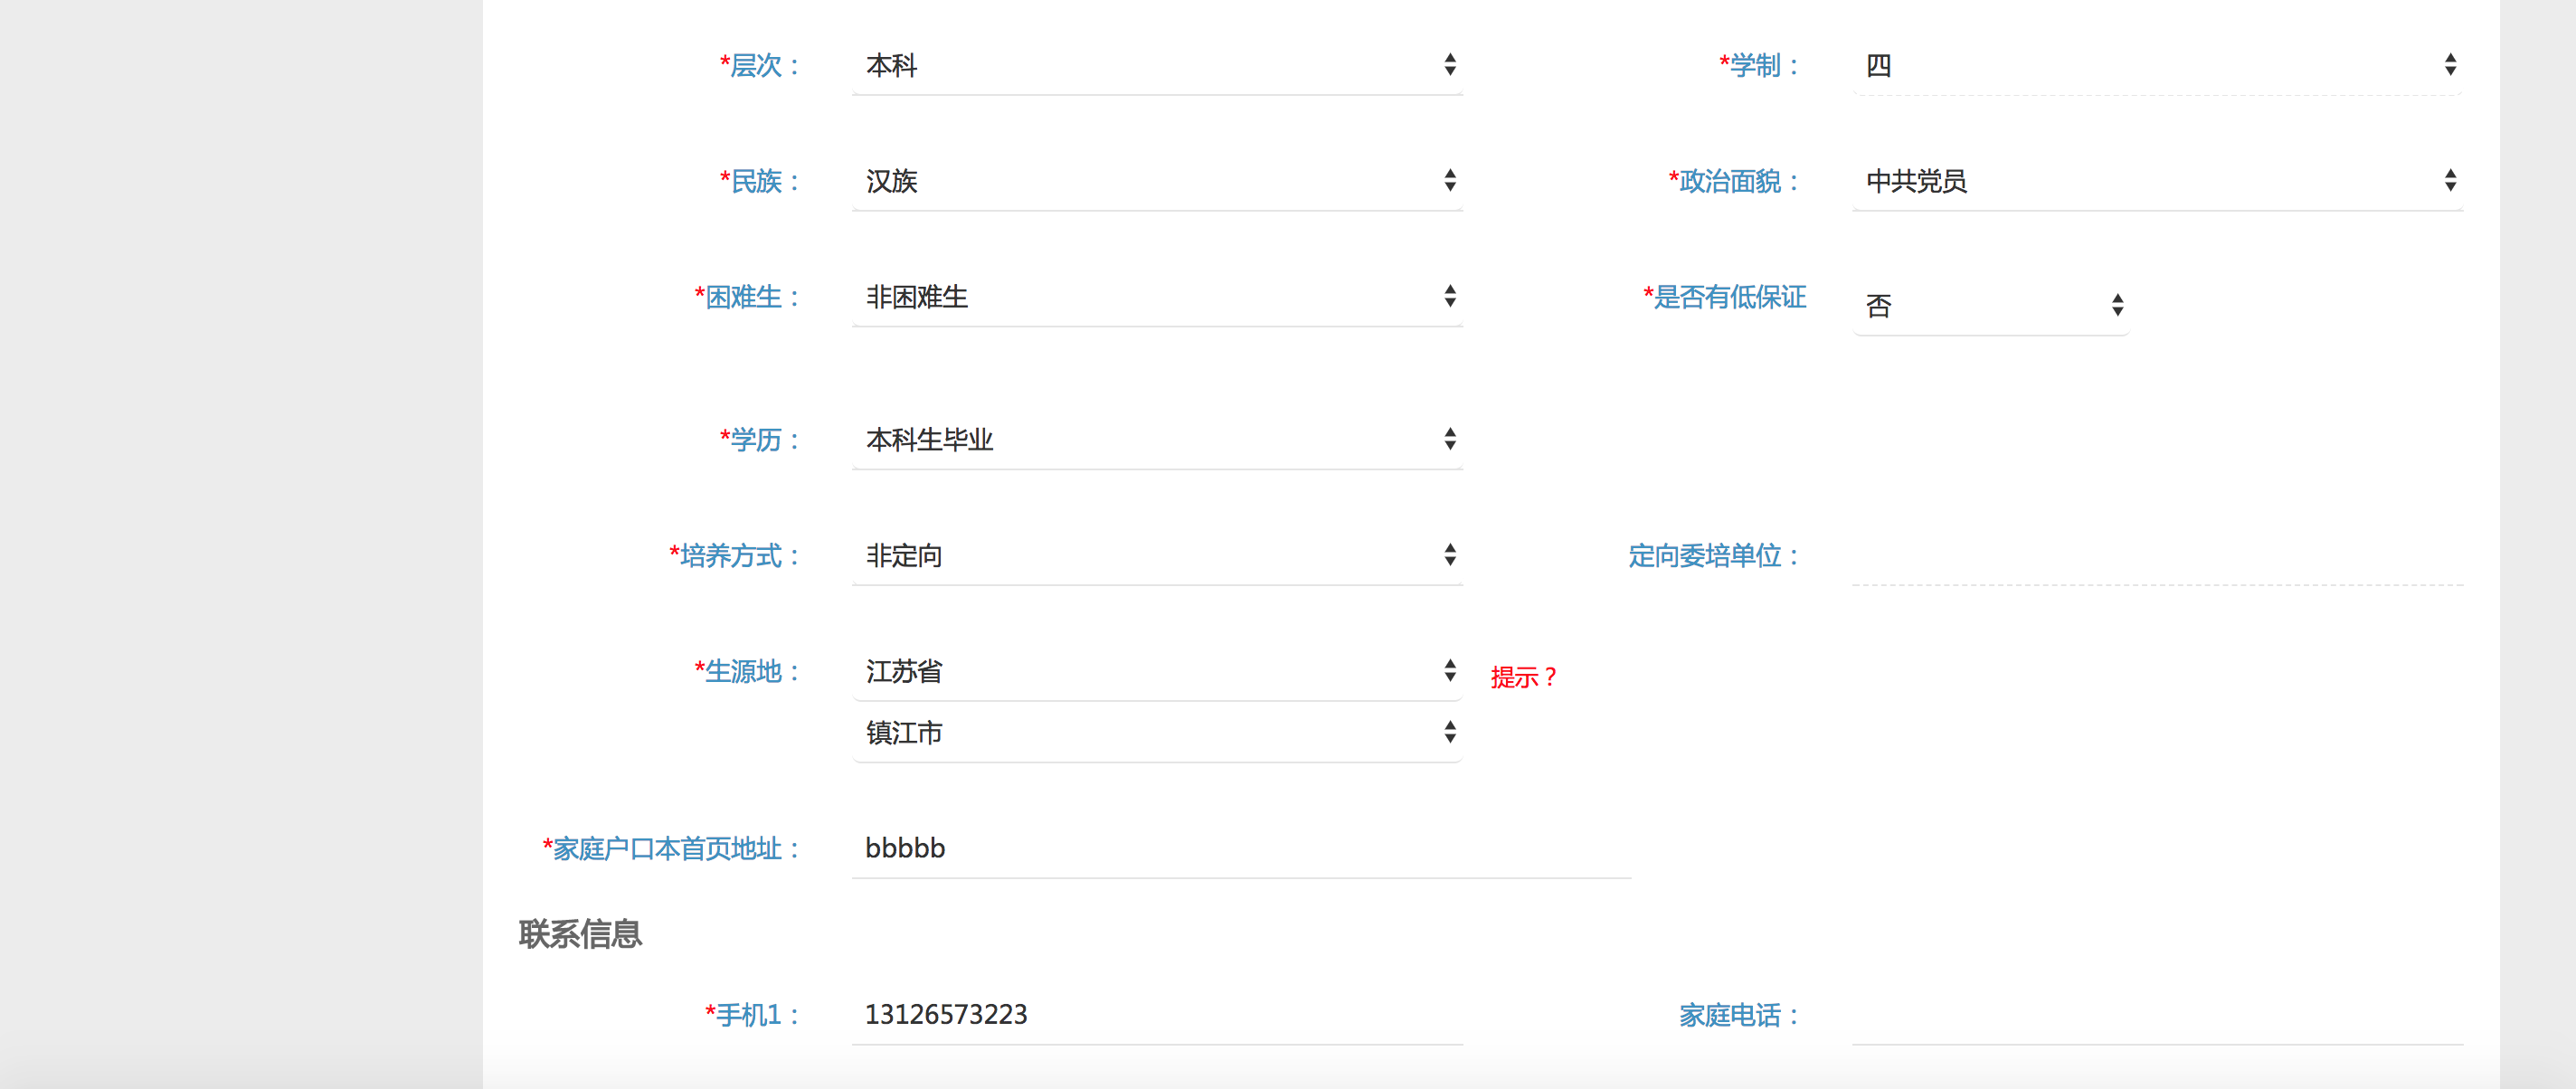 *层次： 本科 *学制： 四
*民族： 汉族 *政治面貌： 中共党员
*困难生： 非困难生 *是否有低保证 否
*学历： 本科生毕业
*培养方式： 非定向 定向委培单位：
*生源地： 江苏省 提示？
镇江市
*家庭户口本首页地址： bbbbb
联系信息
*手机1： 13126573223 家庭电话：